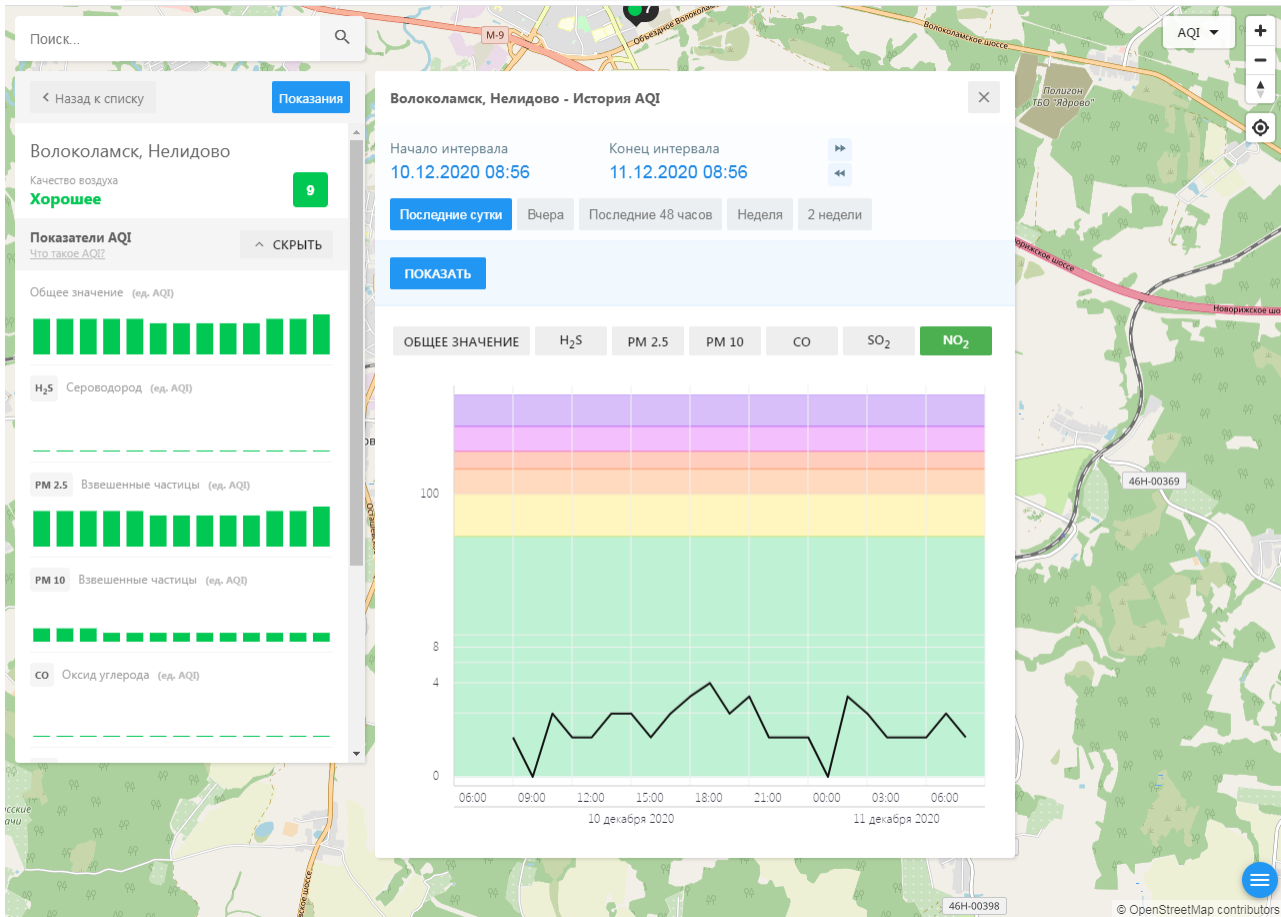 Поиск...
М-9
Объездное Волокола
Волоколамское шоссе
7
AQI
Полигон
ТБО "Ядрово"
Назад к списку
Показания
Волоколамск, Нелидово
Качество воздуха
Хорошее
9
Показатели AQI
Что такое AQI?
СКРЫТЬ
Общее значение (ед. AQI)
H2S Сероводород (ед. AQI)
PM 2.5 Взвешенные частицы (ед. AQI)
PM 10 Взвешенные частицы (ед. AQI)
CO Оксид углерода (ед. AQI)
Волоколамск, Нелидово - История AQI
Начало интервала
10.12.2020 08:56
Конец интервала
11.12.2020 08:56
Последние сутки
Вчера
Последние 48 часов
Неделя
2 недели
ПОКАЗАТЬ
ОБЩЕЕ ЗНАЧЕНИЕ
H2S
PM 2.5
PM 10
CO
SO2
NO2
100
8
4
0
06:00 09:00 12:00 15:00 18:00 21:00 00:00 03:00 06:00
10 декабря 2020 11 декабря 2020
Новорижское шоссе
46Н-00369
46Н-00398
© OpenStreetMap contributors